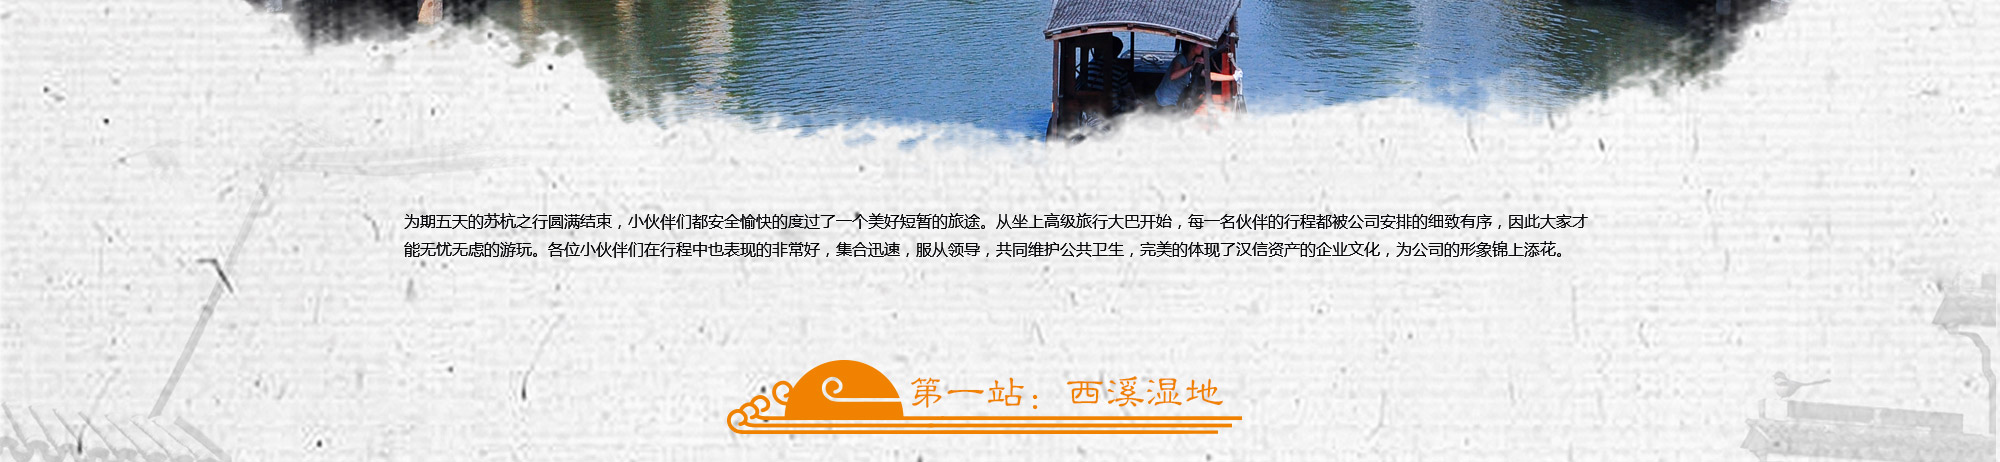 为期五天的苏杭之行圆满结束，小伙伴们都安全愉快的度过了一个美好短暂的旅途。从坐上高级旅行大巴开始，每一名伙伴的行程都被公司安排的细致有序，因此大家才
能无忧无虑的游玩。各位小伙伴们在行程中也表现的非常好，集合迅速，服从领导，共同维护公共卫生，完美的体现了汉信资产的企业文化，为公司的形象锦上添花。
第一站：西溪湿地